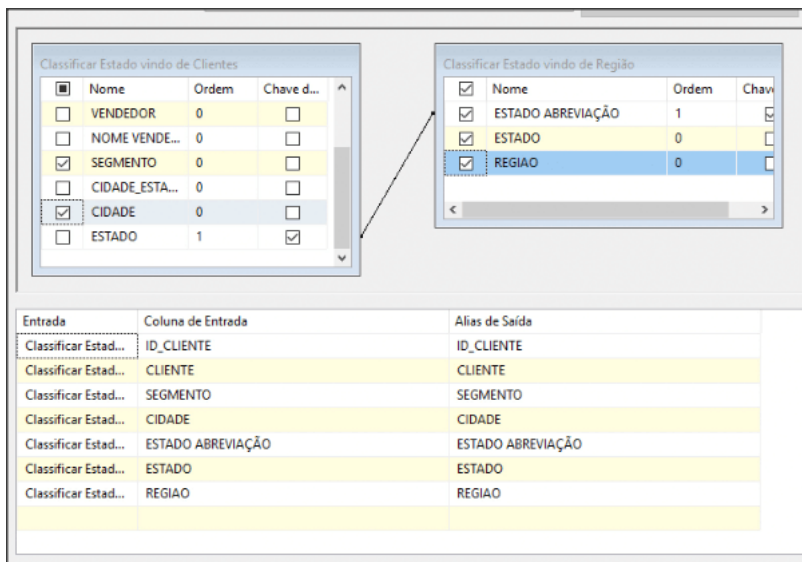 Classificar Estado vindo de Clientes
Nome Ordem Chave d...
VENDEDOR 0
NOME VENDE... 0
SEGMENTO 0
CIDADE_ESTA... 0
CIDADE 0
ESTADO 1
Classificar Estado vindo de Região
Nome Ordem Chav
ESTADO ABREVIAÇÃO 1
ESTADO 0
REGIAO 0
Entrada Coluna de Entrada Alias de Saída
Classificar Estad... ID_CLIENTE ID_CLIENTE
Classificar Estad... CLIENTE CLIENTE
Classificar Estad... SEGMENTO SEGMENTO
Classificar Estad... CIDADE CIDADE
Classificar Estad... ESTADO ABREVIAÇÃO ESTADO ABREVIAÇÃO
Classificar Estad... ESTADO ESTADO
Classificar Estad... REGIAO REGIAO